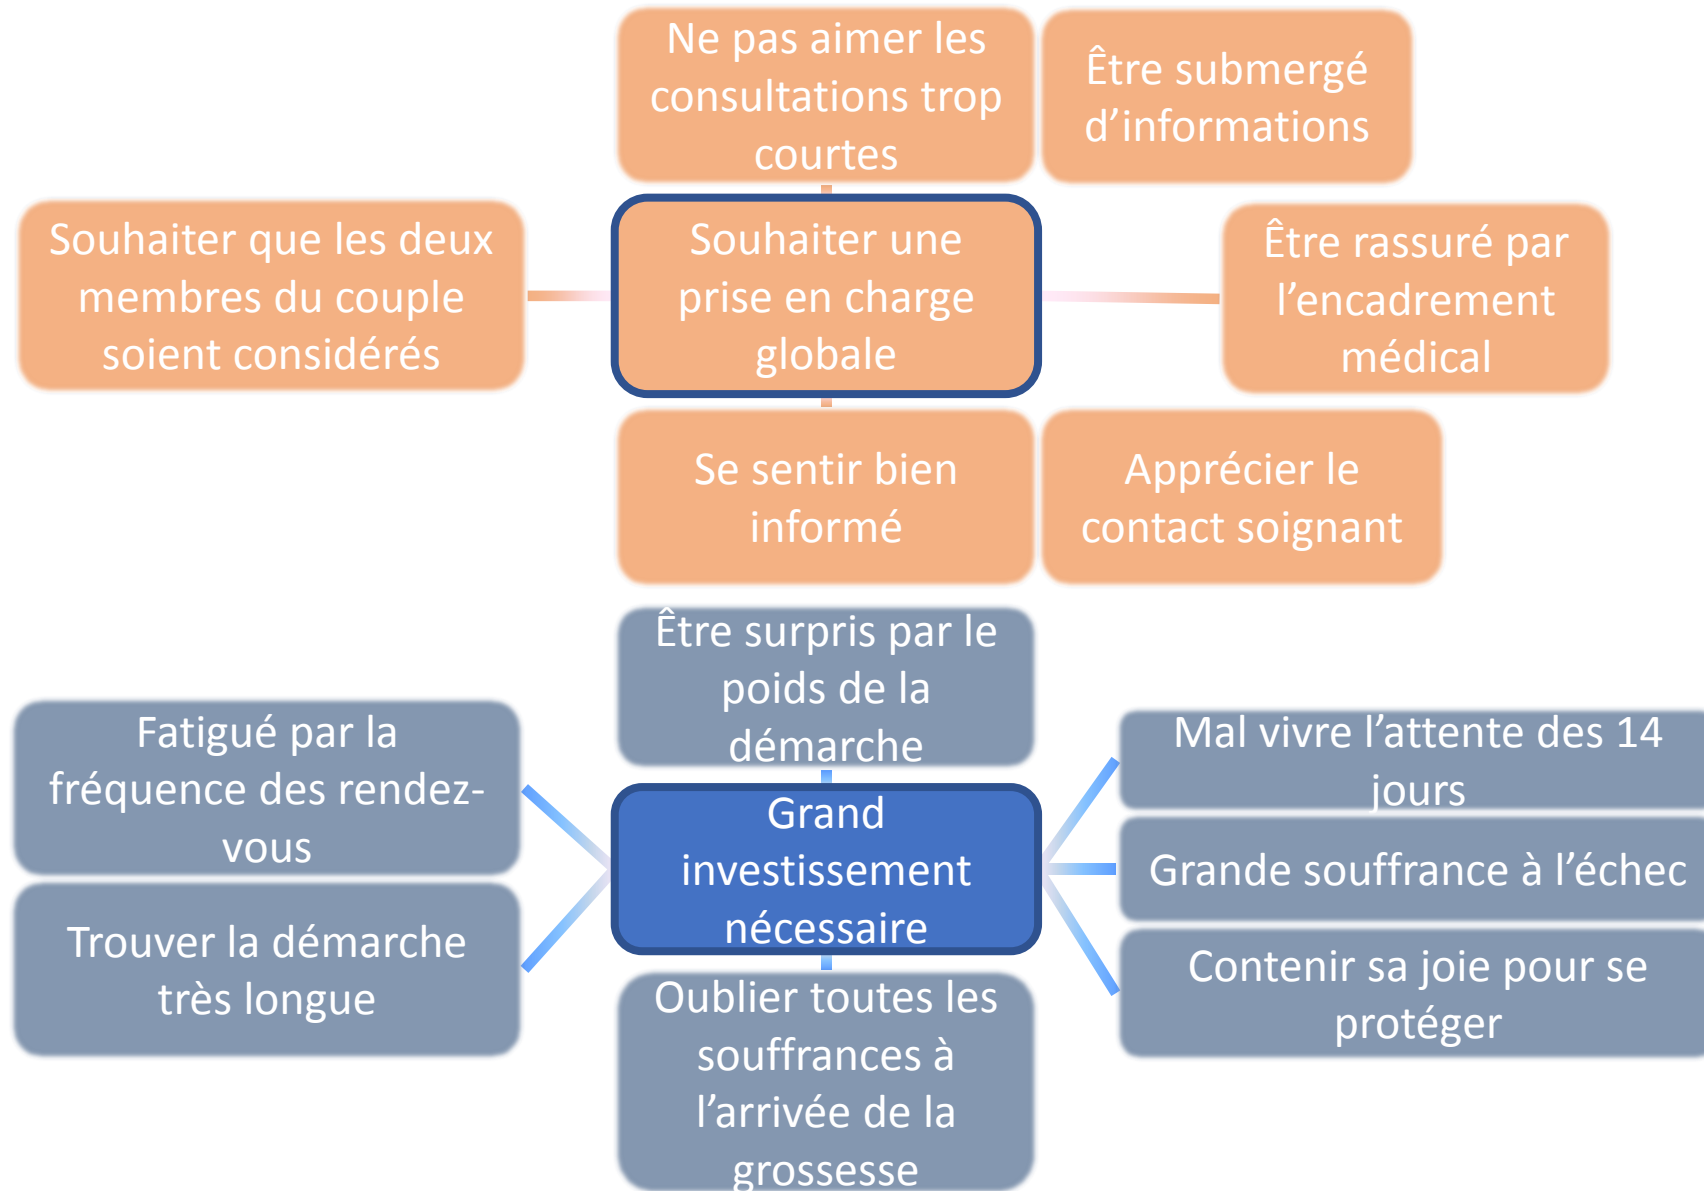 Ne pas aimer les
consultations trop
courtes
Être submergé
d’informations
Souhaiter que les deux
membres du couple
soient considérés
Souhaiter une
prise en charge
globale
Être rassuré par
l’encadrement
médical
Se sentir bien
informé
Apprécier le
contact soignant
Être surpris par le
poids de la
démarche
Fatigué par la
fréquence des rendez-
vous
Trouver la démarche
très longue
Grand
investissement
nécessaire
Mal vivre l’attente des 14
jours
Grande souffrance à l’échec
Contenir sa joie pour se
protéger
Oublier toutes les
souffrances à
l’arrivée de la
grossesse